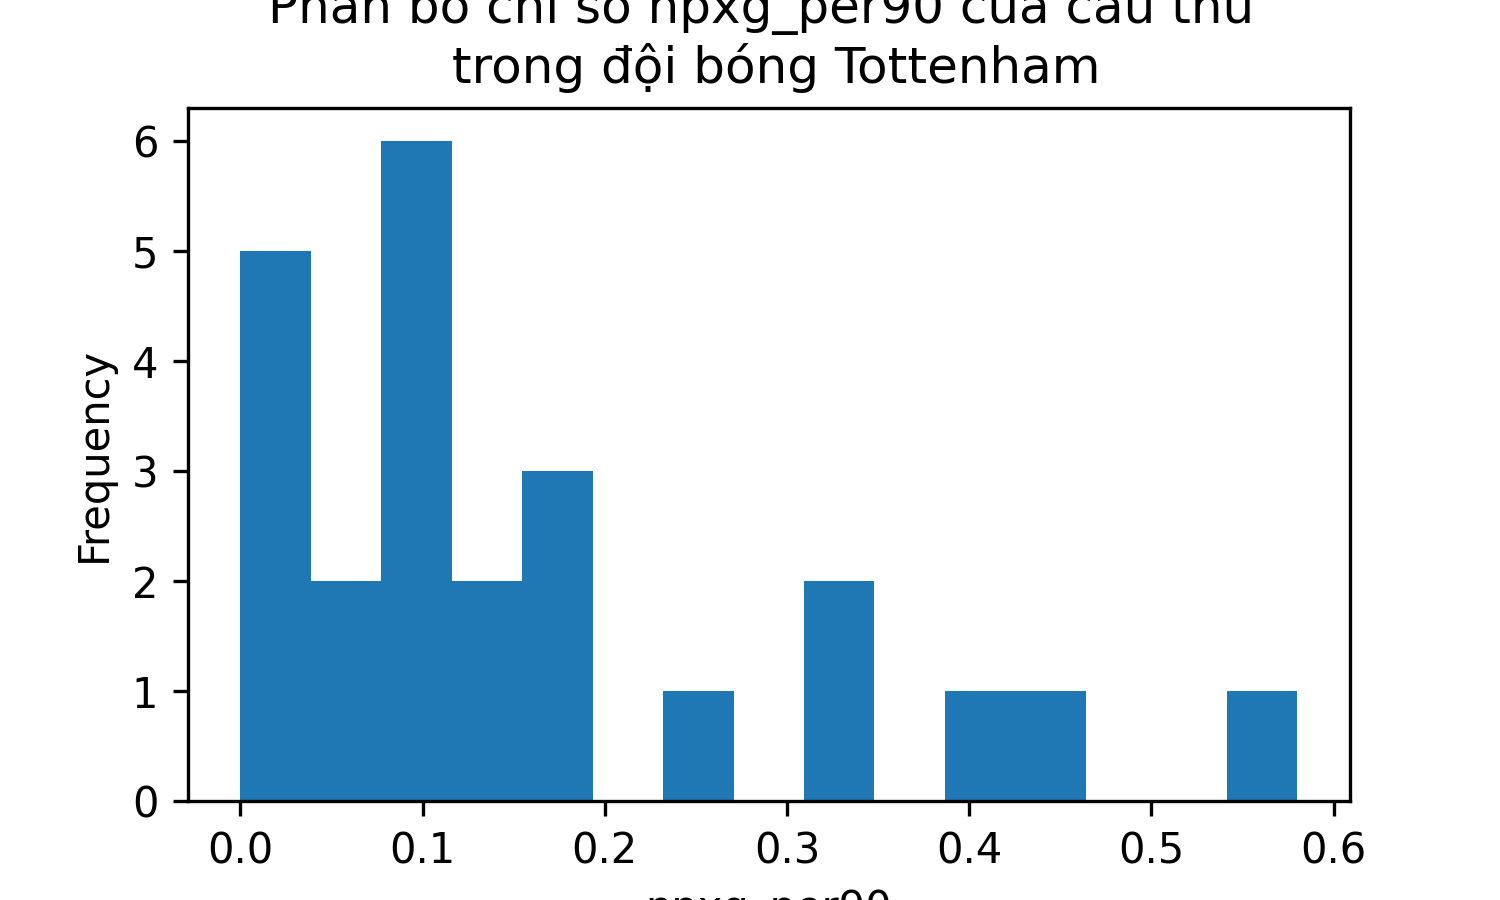 Phân bố chỉ số npxg_per90 của cầu thủ
trong đội bóng Tottenham
Frequency
6
5
4
3
2
1
0
0.0 0.1 0.2 0.3 0.4 0.5 0.6
npxg_per90